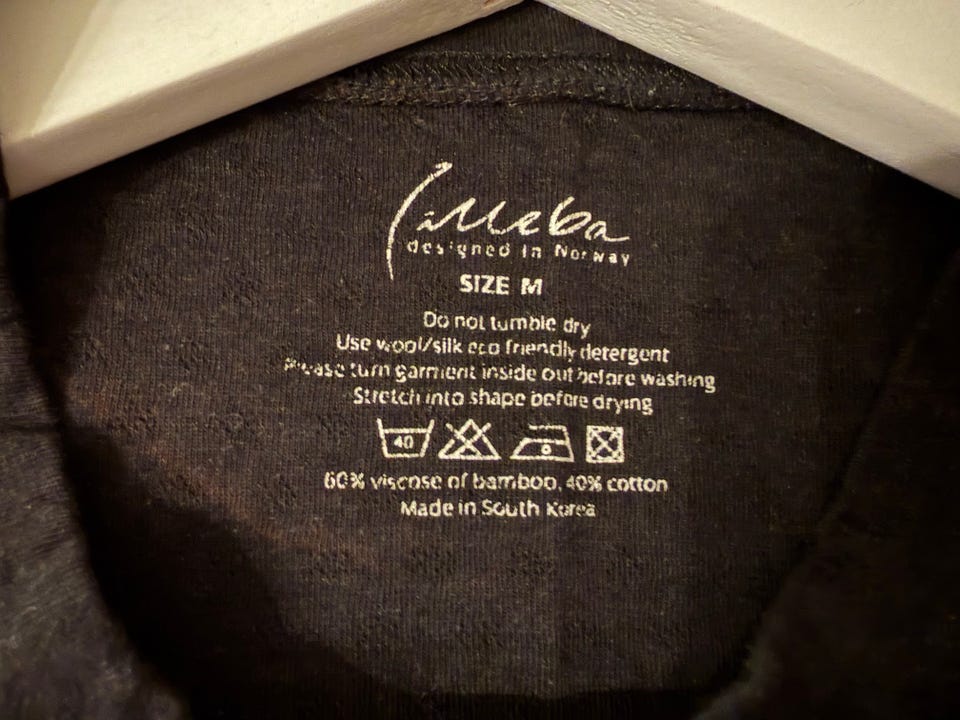 Lilleba
designed in Norway
SIZE M
Do not tumble dry
Use wool/silk eco friendly detergent
Please turn garment inside out before washing
Stretch into shape before drying
40
60% viscose of bamboo, 40% cotton
Made in South Korea